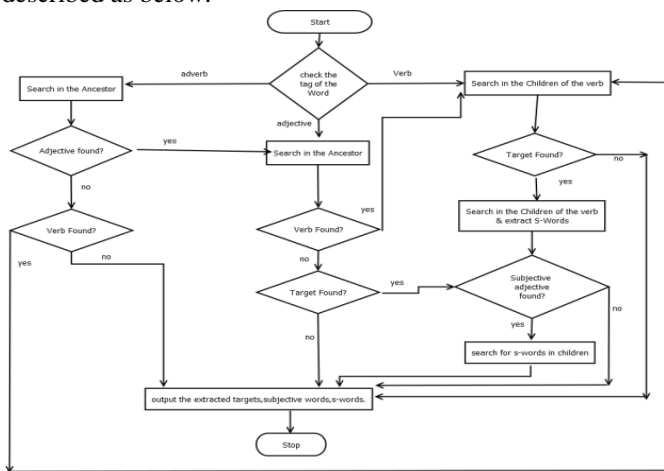 described as below.
Start
check the
tag of the
Word
adverb
Verb
adjective
Search in the Ancestor
Search in the Ancestor
Search in the Children of the verb
Adjective found?
yes
no
Target Found?
no
yes
Verb Found?
yes
no
Verb Found?
yes
no
Search in the Children of the verb
& extract S-Words
Target Found?
yes
no
Subjective
adjective
found?
no
yes
search for s-words in children
output the extracted targets,subjective words,s-words.
Stop